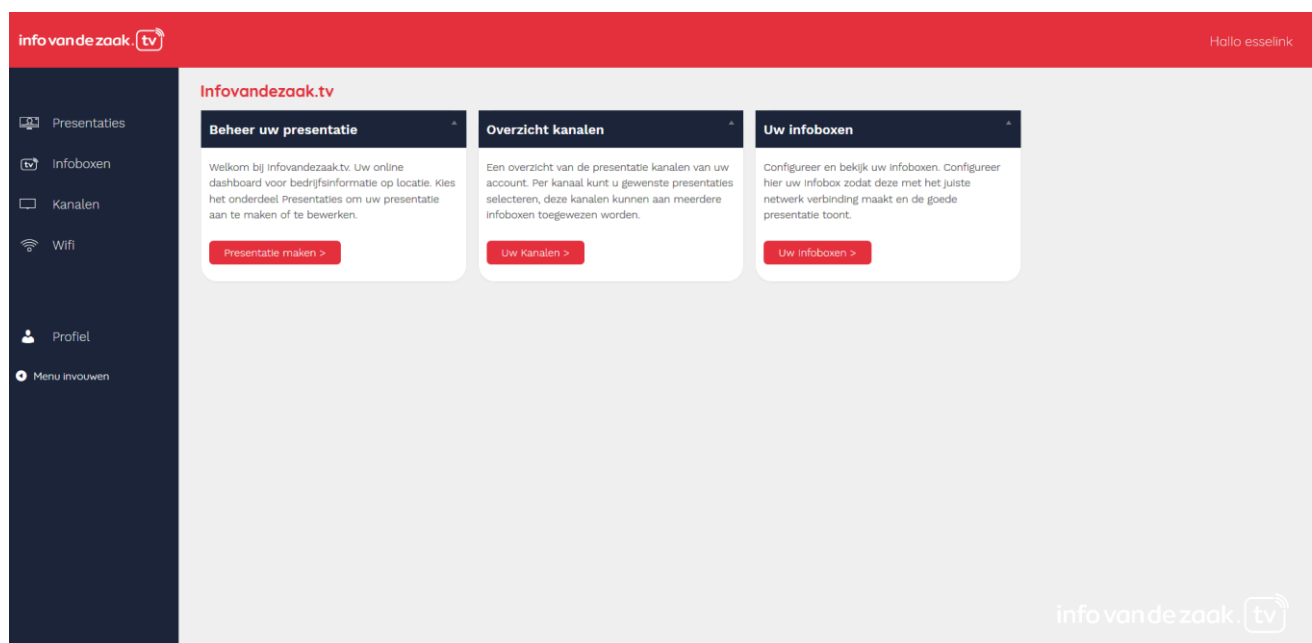 info van de zaak. tv
Hallo esselink
Presentaties
Infoboxen
Kanalen
Wifi
Profiel
Menu invouwen
Infovandezaak.tv
Beheer uw presentatie
Welkom bij Infovandezaak.tv. Uw online
dashboard voor bedrijfsinformatie op locatie. Kies
het onderdeel Presentaties om uw presentatie
aan te maken of te bewerken.
Presentatie maken >
Overzicht kanalen
Een overzicht van de presentatie kanalen van uw
account. Per kanaal kunt u gewenste presentaties
selecteren, deze kanalen kunnen aan meerdere
infoboxen toegewezen worden.
Uw Kanalen >
Uw infoboxen
Configureer en bekijk uw infoboxen. Configureer
hier uw Infobox zodat deze met het juiste
netwerk verbinding maakt en de goede
presentatie toont.
Uw infoboxen >
info van de zaak. tv